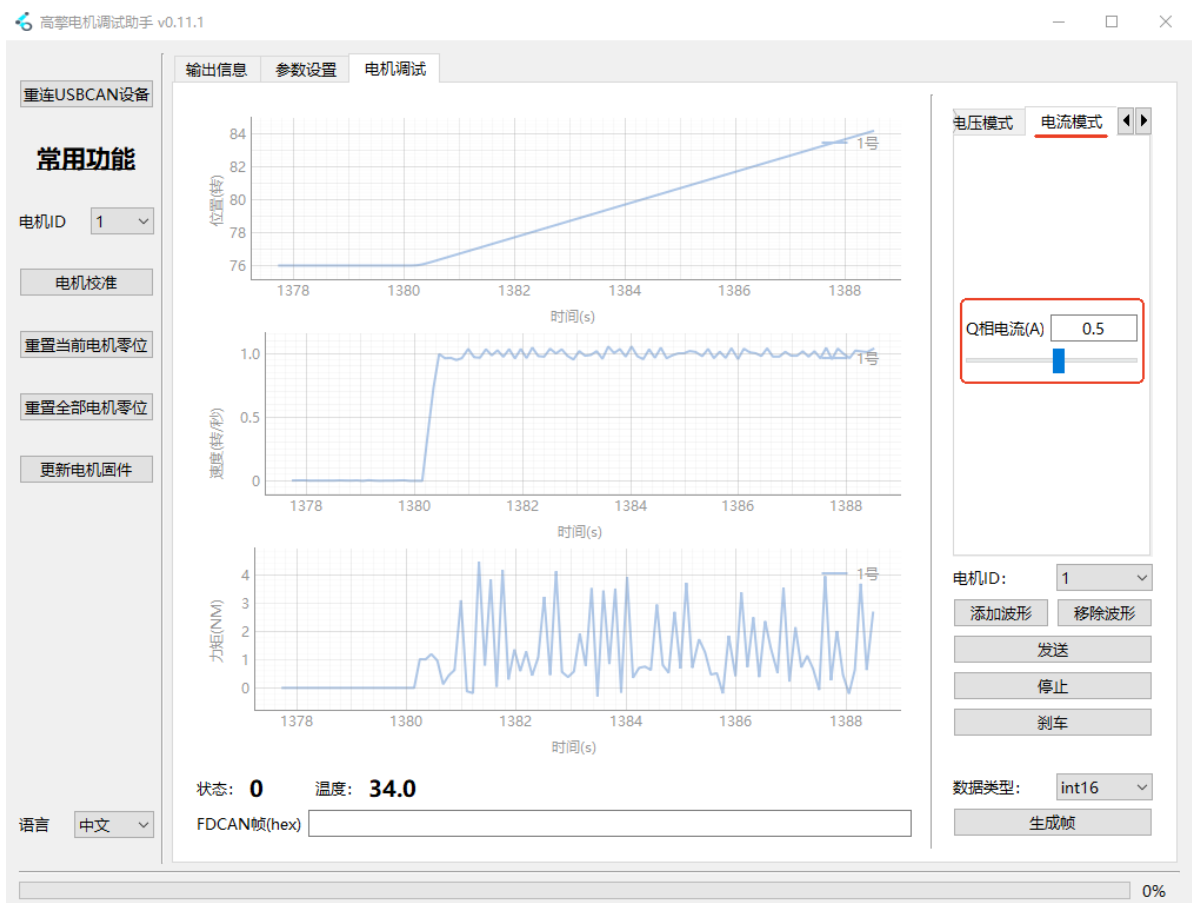 高擎电机调试助手 v0.11.1
重连USBCAN设备
常用功能
电机ID 1
电机校准
重置当前电机零位
重置全部电机零位
更新电机固件
语言 中文
输出信息 参数设置 电机调试
84
82
80
78
76
位置(转)
1号
1378 1380 1382 1384 1386 1388
时间(s)
1.0
0.5
0
速度(转/秒)
1号
1378 1380 1382 1384 1386 1388
时间(s)
4
3
2
1
0
力矩(NM)
1号
1378 1380 1382 1384 1386 1388
时间(s)
状态: 0 温度: 34.0
FDCAN帧(hex)
电压模式 电流模式
Q相电流(A) 0.5
电机ID: 1
添加波形 移除波形
发送
停止
刹车
数据类型: int16
生成帧
0%